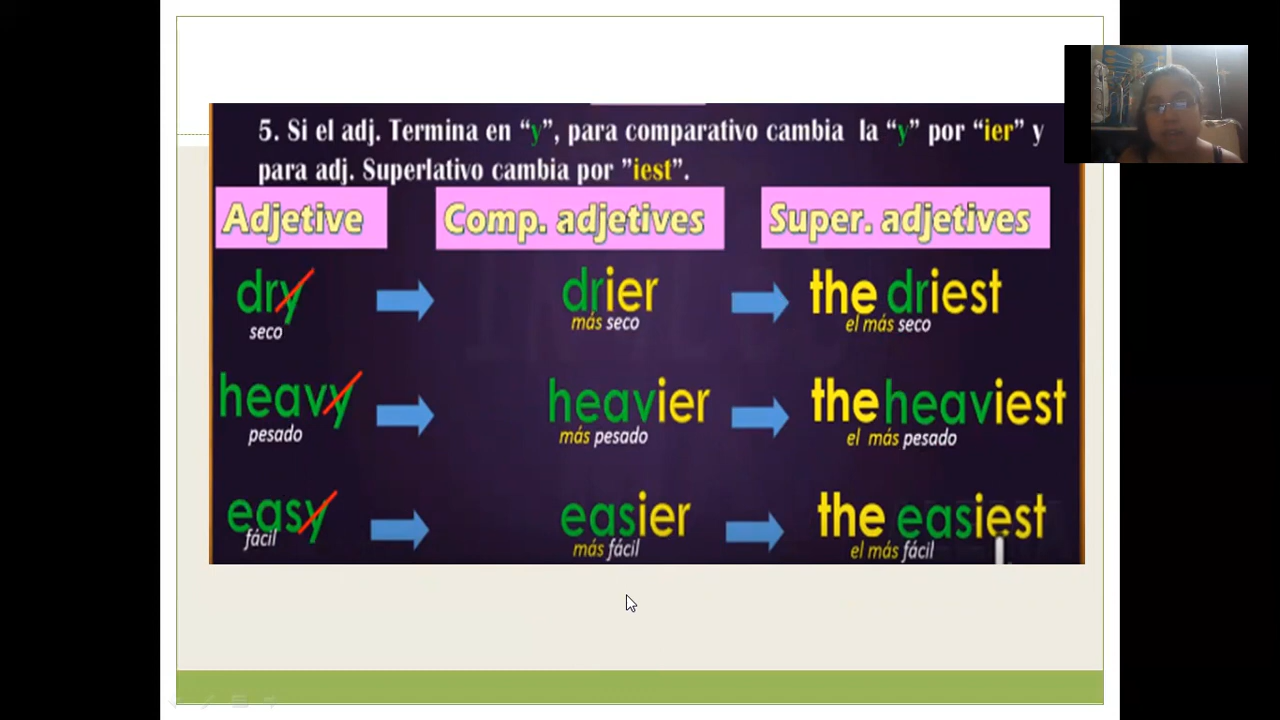 5. Si el adj. Termina en “y”, para comparativo cambia la “y” por “ier” y
para adj. Superlativo cambia por ”iest”.
Adjetive Comp. adjetives Super. adjetives
dry drier the driest
seco más seco el más seco
heavy heavier the heaviest
pesado más pesado el más pesado
easy easier the easiest
fácil más fácil el más fácil